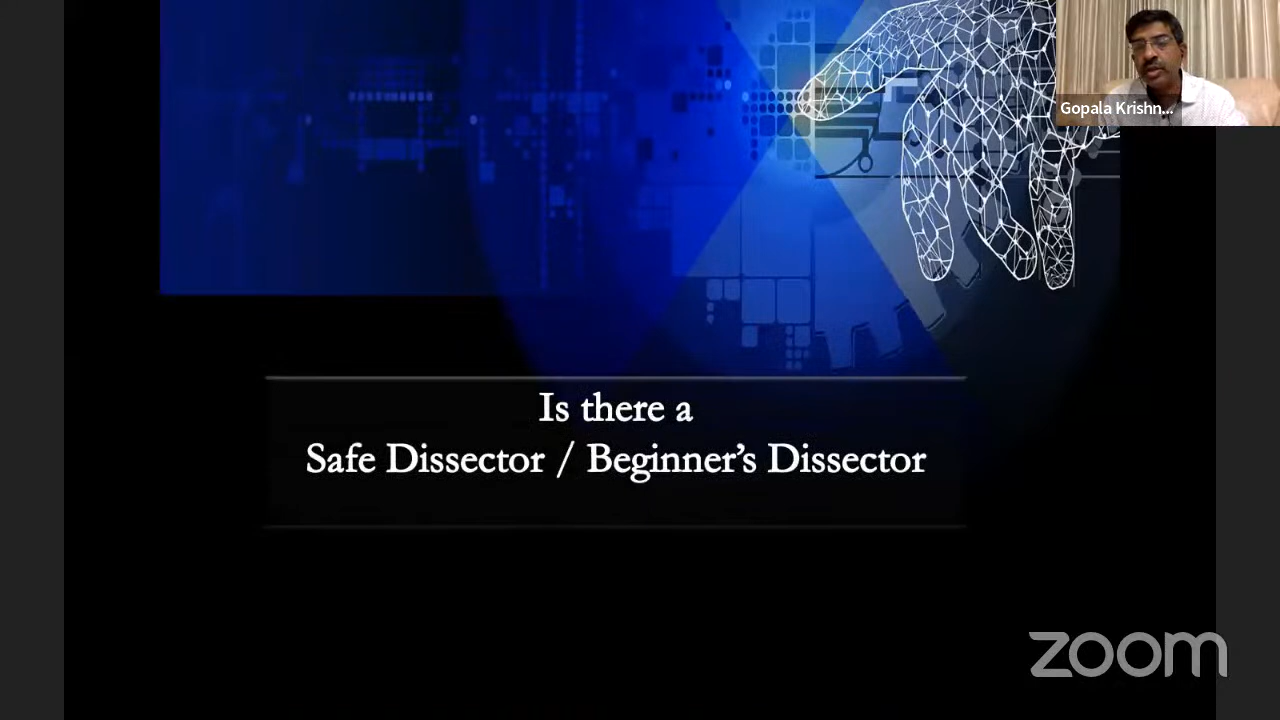 Gopala Krishn...
Is there a
Safe Dissector / Beginner's Dissector
zoom